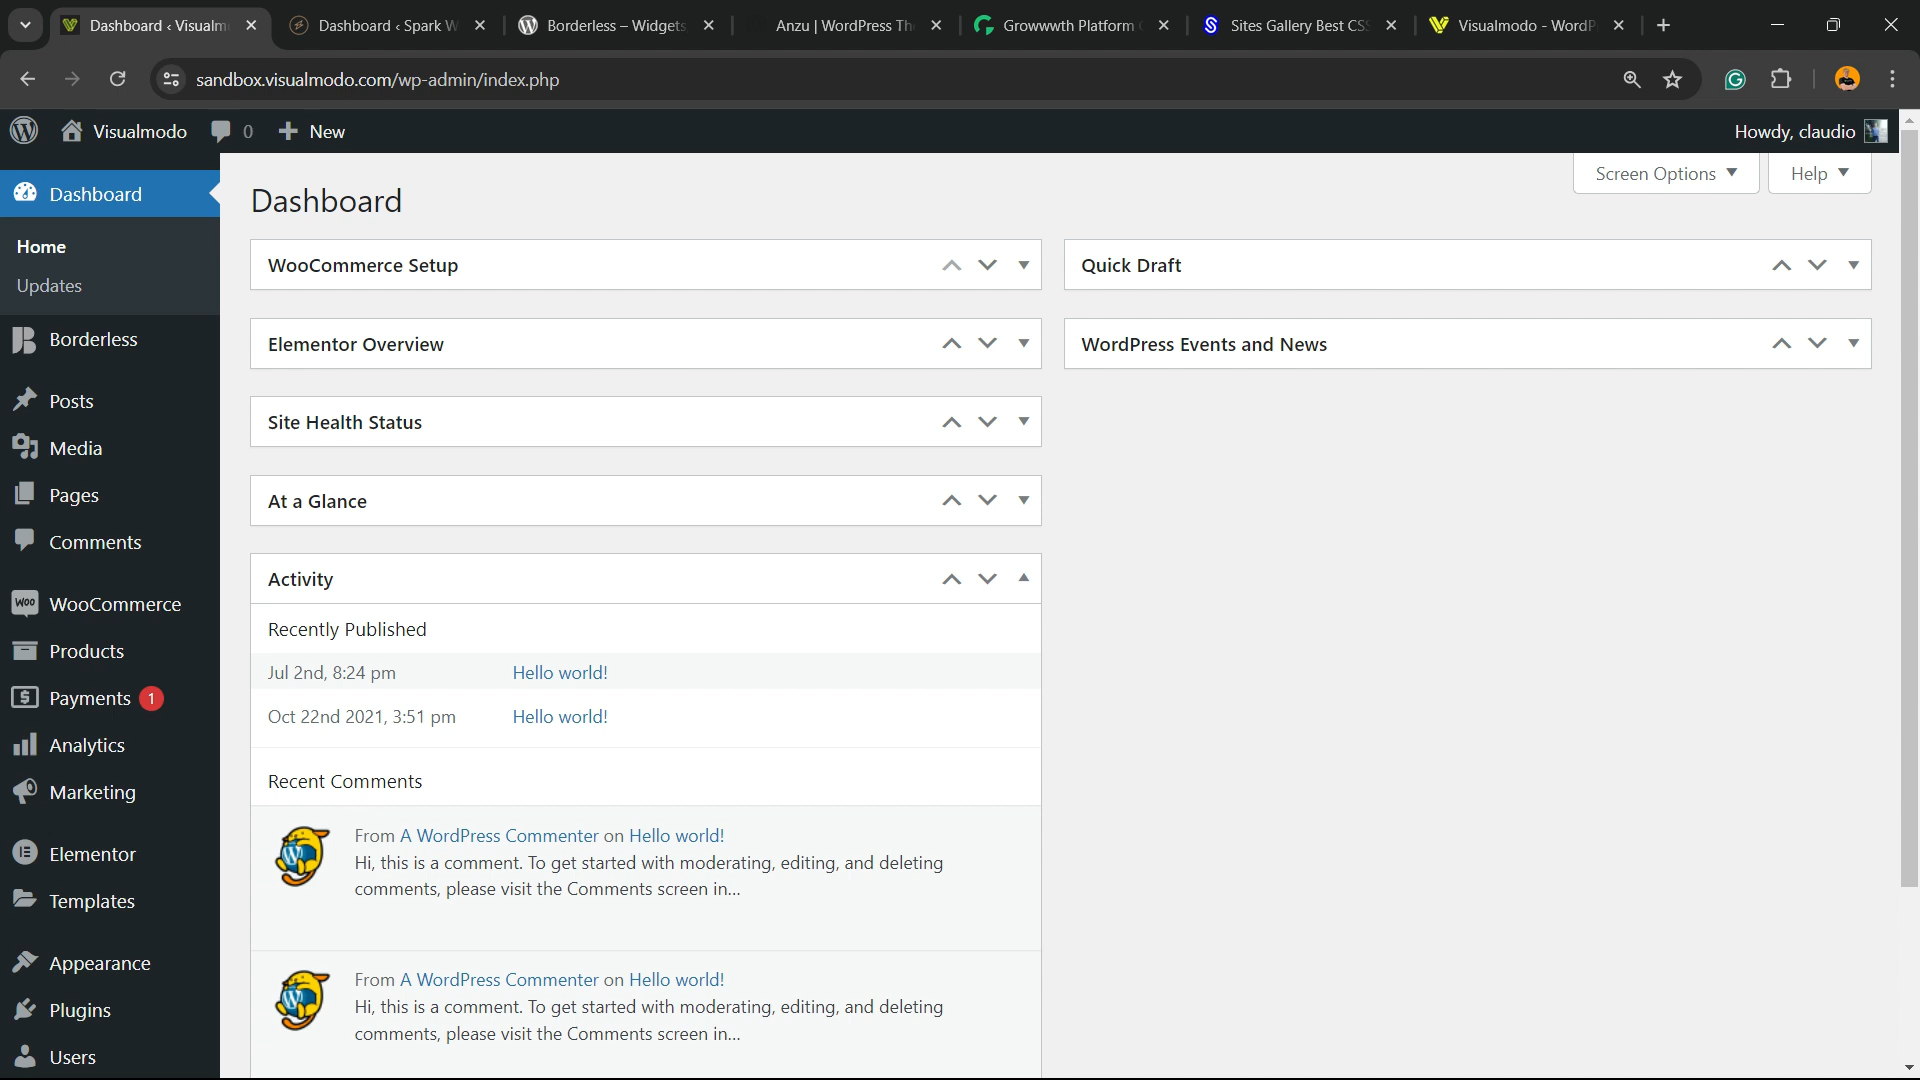 Dashboard ‹ Visualm
Dashboard ‹ Spark W
Borderless – Widgets
Anzu | WordPress Th
Growwwth Platform
Sites Gallery Best CSS
Visualmodo - WordP
sandbox.visualmodo.com/wp-admin/index.php
Visualmodo
0
New
Howdy, claudio
Dashboard
Home
Updates
Borderless
Posts
Media
Pages
Comments
WooCommerce
Products
Payments 1
Analytics
Marketing
Elementor
Templates
Appearance
Plugins
Users
Screen Options
Help
Dashboard
WooCommerce Setup
Elementor Overview
Site Health Status
At a Glance
Activity
Recently Published
Jul 2nd, 8:24 pm Hello world!
Oct 22nd 2021, 3:51 pm Hello world!
Recent Comments
From A WordPress Commenter on Hello world!
Hi, this is a comment. To get started with moderating, editing, and deleting
comments, please visit the Comments screen in...
From A WordPress Commenter on Hello world!
Hi, this is a comment. To get started with moderating, editing, and deleting
comments, please visit the Comments screen in...
Quick Draft
WordPress Events and News